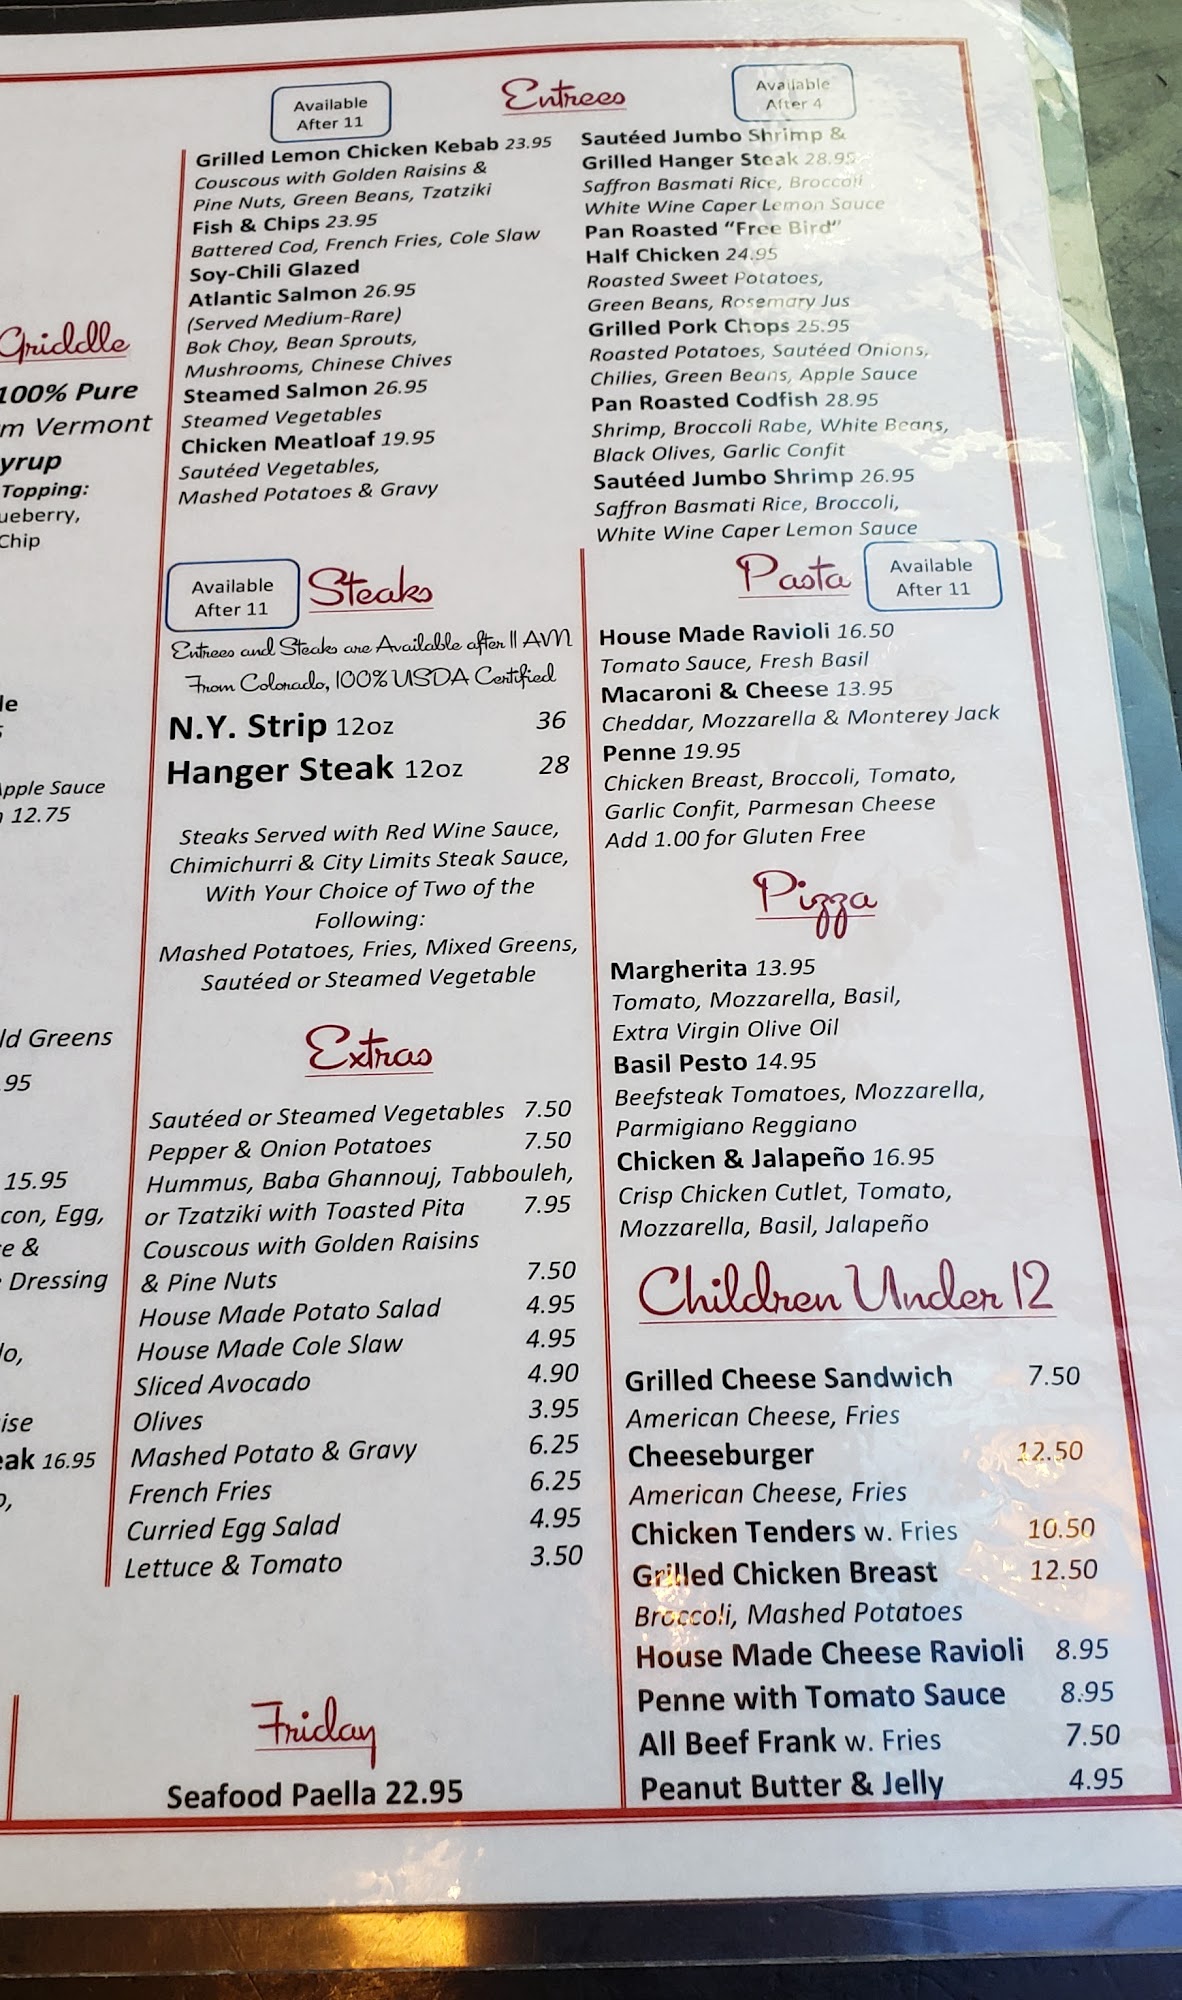 Griddle
100% Pure
m Vermont
yrup
Topping:
ueberry,
Chip
le
Apple Sauce
12.75
ld Greens
.95
15.95
con, Egg,
e &
Dressing
do,
ise
eak 16.95
o,
Entrees
Available
After 11
Grilled Lemon Chicken Kebab 23.95
Couscous with Golden Raisins &
Pine Nuts, Green Beans, Tzatziki
Fish & Chips 23.95
Battered Cod, French Fries, Cole Slaw
Soy-Chili Glazed
Atlantic Salmon 26.95
(Served Medium-Rare)
Bok Choy, Bean Sprouts,
Mushrooms, Chinese Chives
Steamed Salmon 26.95
Steamed Vegetables
Chicken Meatloaf 19.95
Sautéed Vegetables,
Mashed Potatoes & Gravy
Available
After 4
Sautéed Jumbo Shrimp &
Grilled Hanger Steak 28.95
Saffron Basmati Rice, Broccoli
White Wine Caper Lemon Sauce
Pan Roasted "Free Bird"
Half Chicken 24.95
Roasted Sweet Potatoes,
Green Beans, Rosemary Jus
Grilled Pork Chops 25.95
Roasted Potatoes, Sautéed Onions,
Chilies, Green Beans, Apple Sauce
Pan Roasted Codfish 28.95
Shrimp, Broccoli Rabe, White Beans,
Black Olives, Garlic Confit
Sautéed Jumbo Shrimp 26.95
Saffron Basmati Rice, Broccoli,
White Wine Caper Lemon Sauce
Available
After 11
Steaks
Entrees and Steaks are Available after 11 AM
From Colorado, 100% USDA Certified
N.Y. Strip 12oz 36
Hanger Steak 12oz 28
Steaks Served with Red Wine Sauce,
Chimichurri & City Limits Steak Sauce,
With Your Choice of Two of the
Following:
Mashed Potatoes, Fries, Mixed Greens,
Sautéed or Steamed Vegetable
Extras
Sautéed or Steamed Vegetables 7.50
Pepper & Onion Potatoes 7.50
Hummus, Baba Ghannouj, Tabbouleh,
or Tzatziki with Toasted Pita 7.95
Couscous with Golden Raisins
& Pine Nuts 7.50
House Made Potato Salad 4.95
House Made Cole Slaw 4.95
Sliced Avocado 4.90
Olives 3.95
Mashed Potato & Gravy 6.25
French Fries 6.25
Curried Egg Salad 4.95
Lettuce & Tomato 3.50
Friday
Seafood Paella 22.95
Pasta
Available
After 11
House Made Ravioli 16.50
Tomato Sauce, Fresh Basil
Macaroni & Cheese 13.95
Cheddar, Mozzarella & Monterey Jack
Penne 19.95
Chicken Breast, Broccoli, Tomato,
Garlic Confit, Parmesan Cheese
Add 1.00 for Gluten Free
Pizza
Margherita 13.95
Tomato, Mozzarella, Basil,
Extra Virgin Olive Oil
Basil Pesto 14.95
Beefsteak Tomatoes, Mozzarella,
Parmigiano Reggiano
Chicken & Jalapeño 16.95
Crisp Chicken Cutlet, Tomato,
Mozzarella, Basil, Jalapeño
Children Under 12
Grilled Cheese Sandwich 7.50
American Cheese, Fries
Cheeseburger 12.50
American Cheese, Fries
Chicken Tenders w. Fries 10.50
Grilled Chicken Breast 12.50
Broccoli, Mashed Potatoes
House Made Cheese Ravioli 8.95
Penne with Tomato Sauce 8.95
All Beef Frank w. Fries 7.50
Peanut Butter & Jelly 4.95